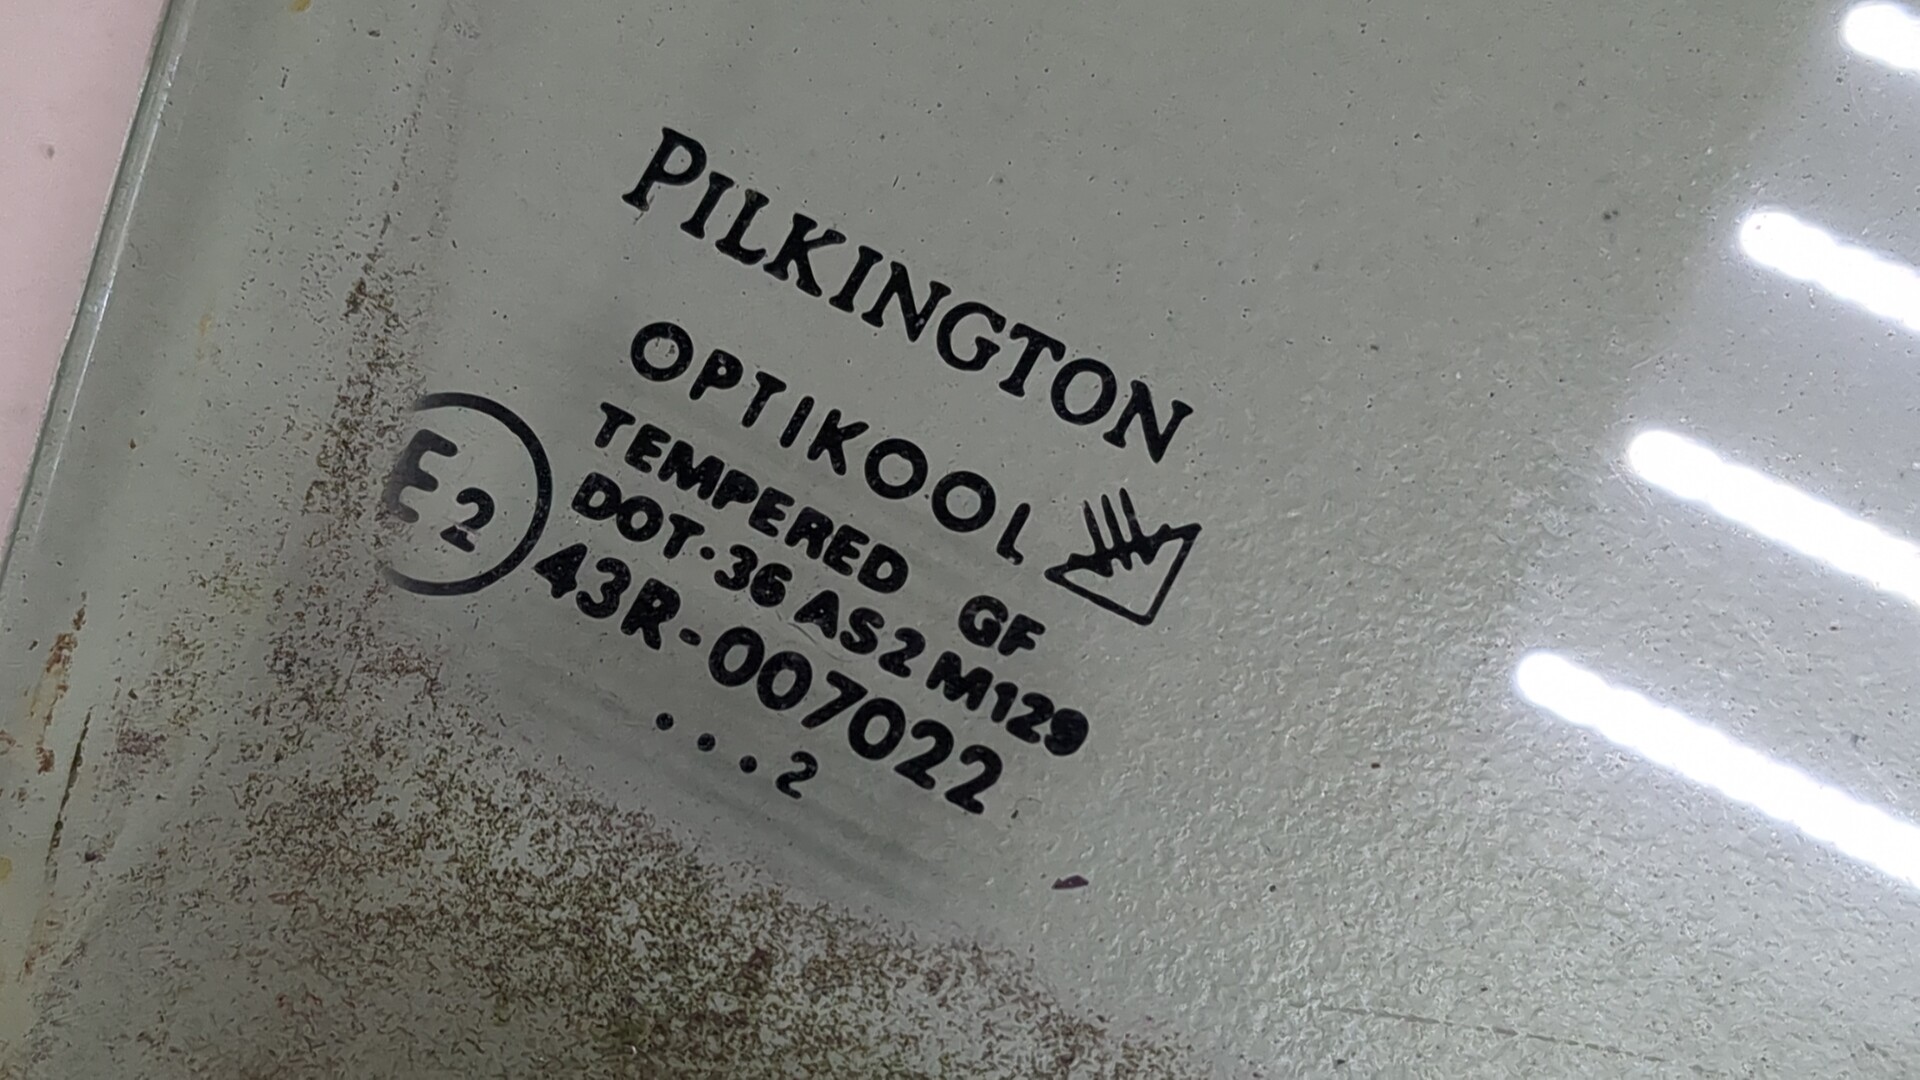 PILKINGTON
OPTIKOOL
TEMPERED GF
DOT·36 AS2 M129
E2 43R-007022
...2